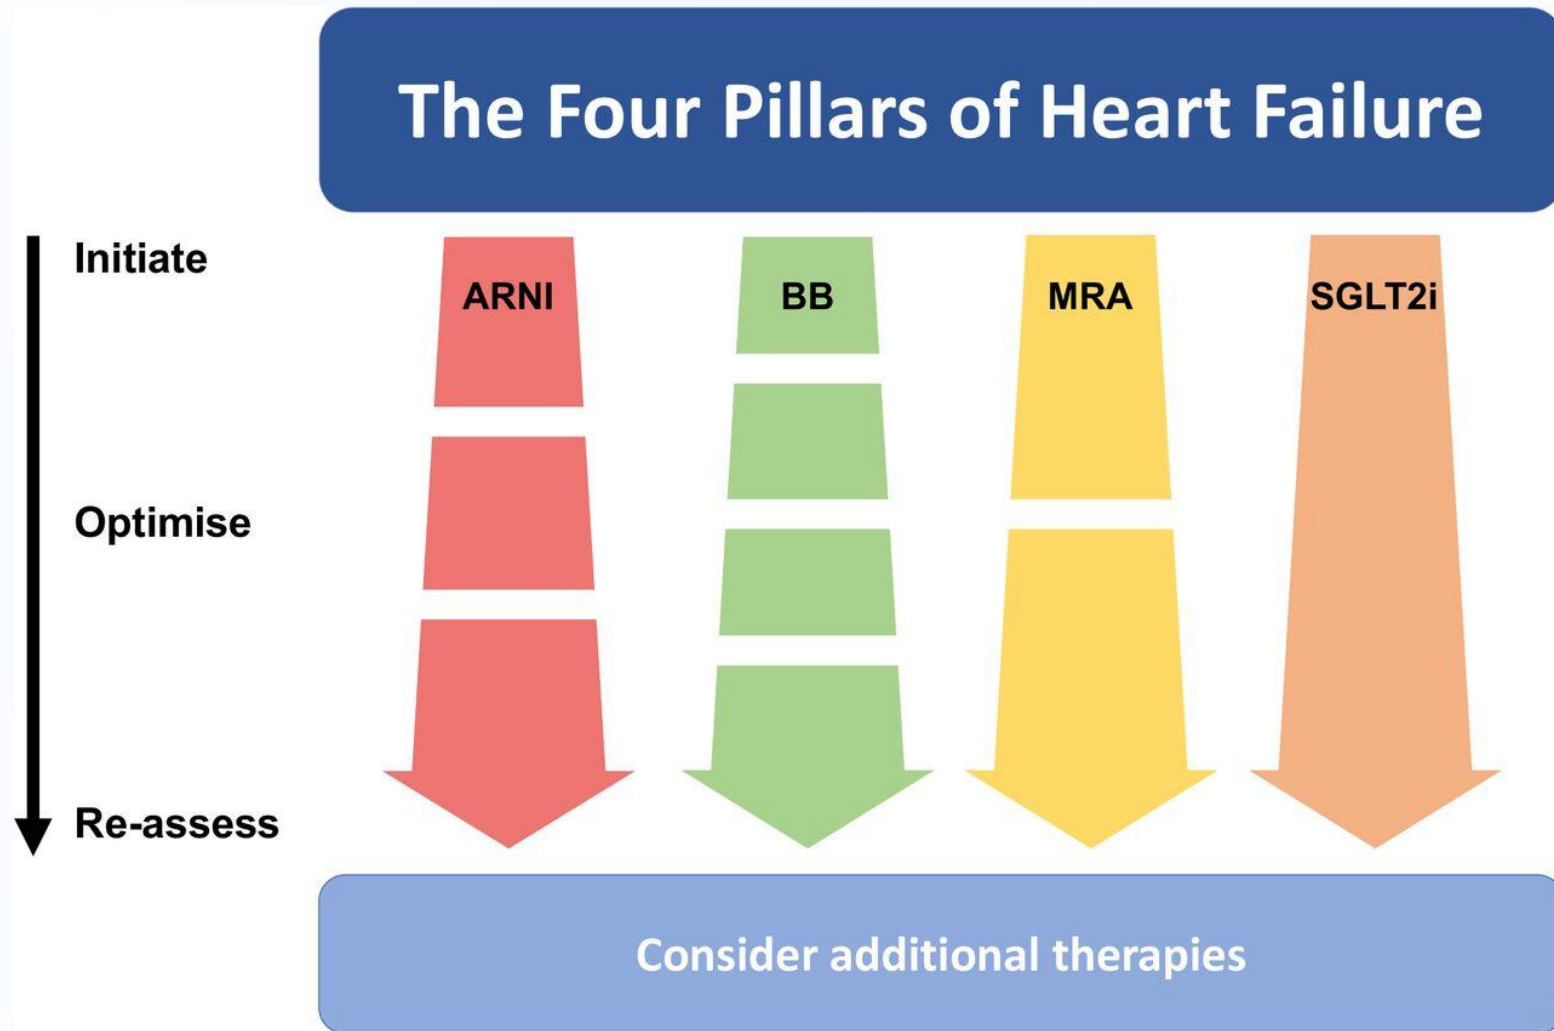 The Four Pillars of Heart Failure
Initiate
ARNI
BB
MRA
SGLT2i
Optimise
Re-assess
Consider additional therapies